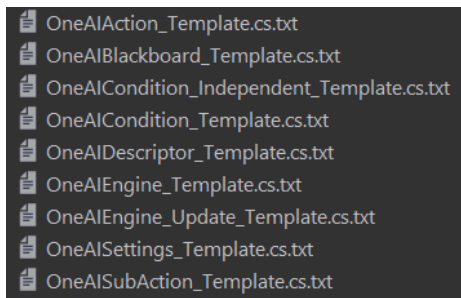 OneAIAction_Template.cs.txt
OneAIBlackboard_Template.cs.txt
OneAICondition_Independent_Template.cs.txt
OneAICondition_Template.cs.txt
OneAIDescriptor_Template.cs.txt
OneAIEngine_Template.cs.txt
OneAIEngine_Update_Template.cs.txt
OneAISettings_Template.cs.txt
OneAISubAction_Template.cs.txt